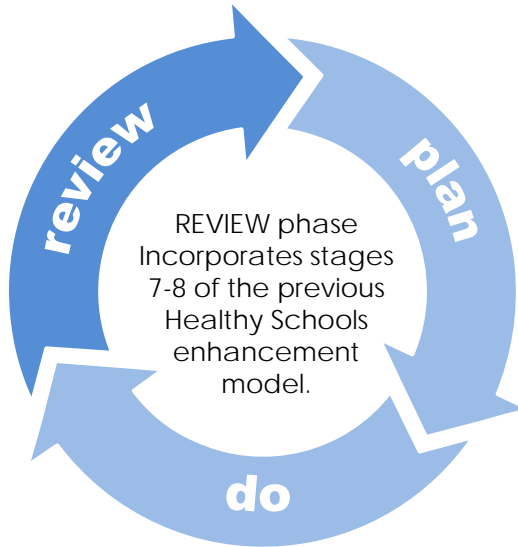 review
plan
REVIEW phase
Incorporates stages
7-8 of the previous
Healthy Schools
enhancement
model.
do